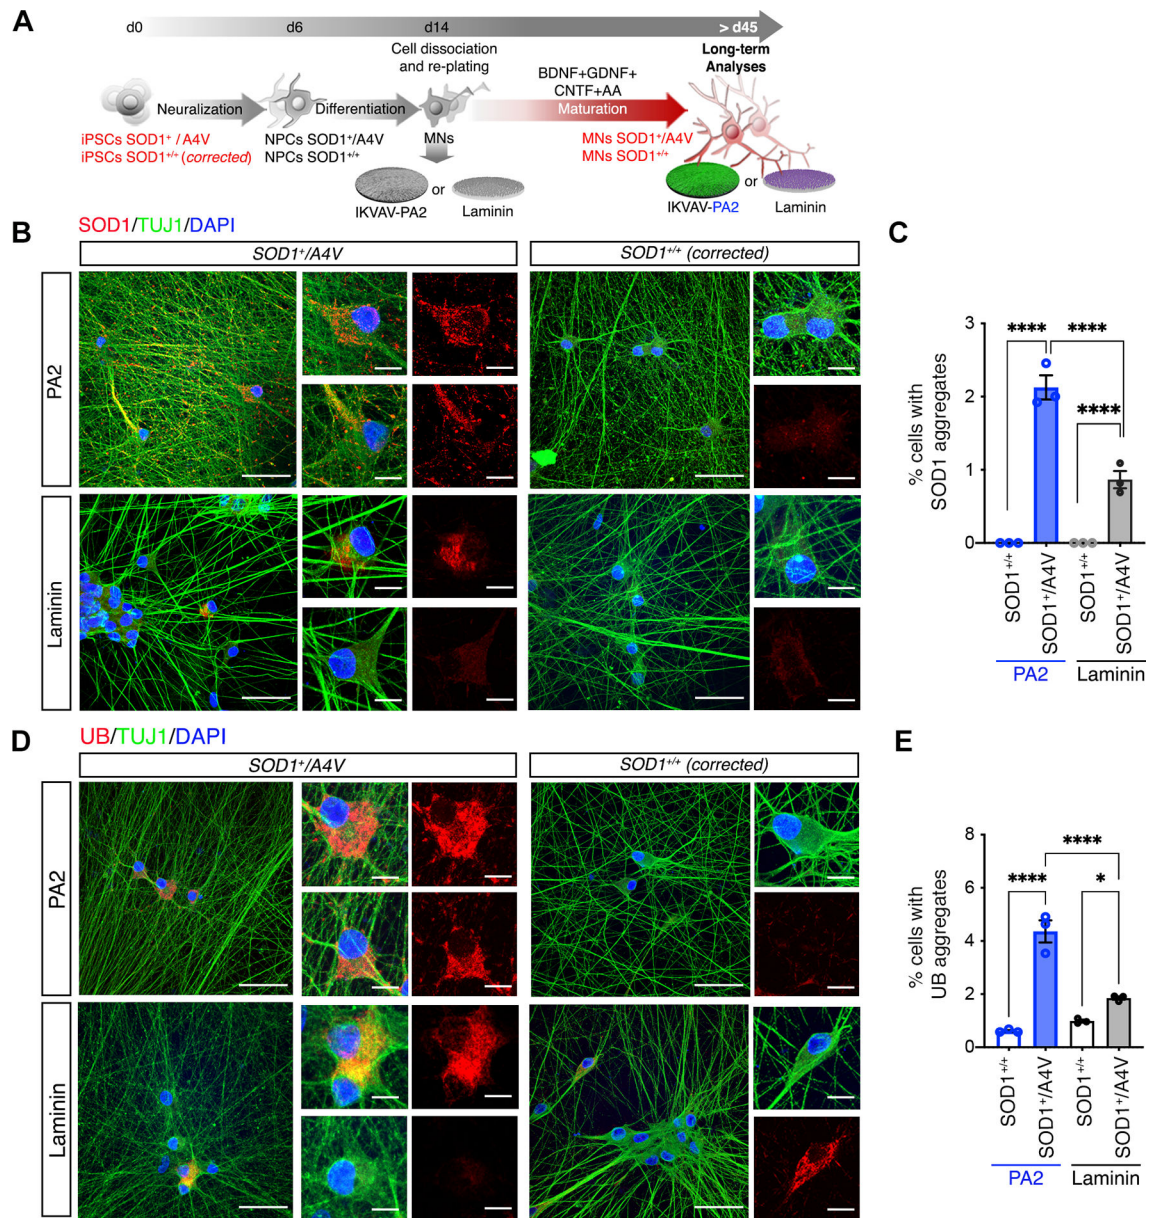 A
d0
d6
d14
> d45
Cell dissociation
and re-plating
Long-term
Analyses
BDNF+GDNF+
CNTF+AA
Neuralization
Differentiation
Maturation
iPSCs SOD1⁺ / A4V
iPSCs SOD1⁺/⁺ (corrected)
NPCs SOD1⁺/A4V
NPCs SOD1⁺/⁺
MNs
MNs SOD1⁺/A4V
MNs SOD1⁺/⁺
or
or
IKVAV-PA2
Laminin
IKVAV-PA2
Laminin
B
SOD1/TUJ1/DAPI
SOD1⁺/A4V
SOD1⁺/⁺ (corrected)
PA2
Laminin
C
% cells with
SOD1 aggregates
3
2
1
0
****
****
****
SOD1⁺/⁺
SOD1⁺/A4V
SOD1⁺/⁺
SOD1⁺/A4V
PA2
Laminin
D
UB/TUJ1/DAPI
SOD1⁺/A4V
SOD1⁺/⁺ (corrected)
PA2
Laminin
E
% cells with
UB aggregates
8
6
4
2
0
****
****
*
SOD1⁺/⁺
SOD1⁺/A4V
SOD1⁺/⁺
SOD1⁺/A4V
PA2
Laminin